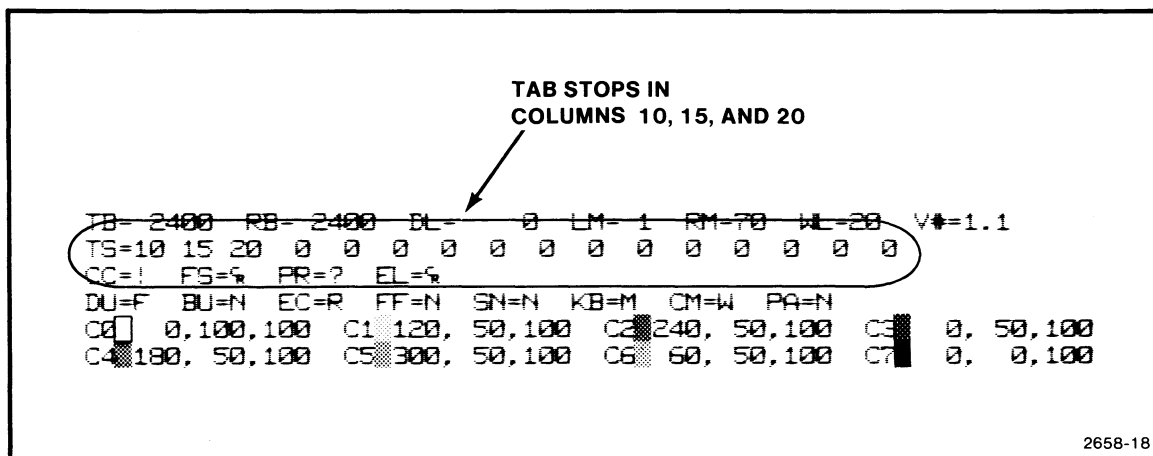 TAB STOPS IN
COLUMNS 10, 15, AND 20
TB= 2400 RB= 2400 DL= 0 LM= 1 RM=70 WL=20 V#=1.1
TS=10 15 20 0 0 0 0 0 0 0 0 0 0 0 0 0
CC=! FS=␍ PR=? EL=␍
DU=F BU=N EC=R FF=N SN=N KB=M CM=W PA=N
C0 0,100,100 C1 120, 50,100 C2 240, 50,100 C3 0, 50,100
C4 180, 50,100 C5 300, 50,100 C6 60, 50,100 C7 0, 0,100
2658-18